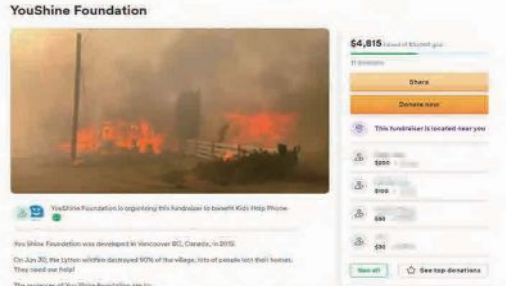 YouShine Foundation
$4,815
Share
Donate now
This fundraiser is located near you
$100
$50
$50
YouShine Foundation is organizing this fundraiser to benefit Kids Help Phone.
You Shine Foundation was developed in Vancouver BC, Canada, in 2015.
On Jun 30, the Lytton wildfire destroyed 90% of the village, lots of people lost their homes.
They need our help!
See all
See top donations